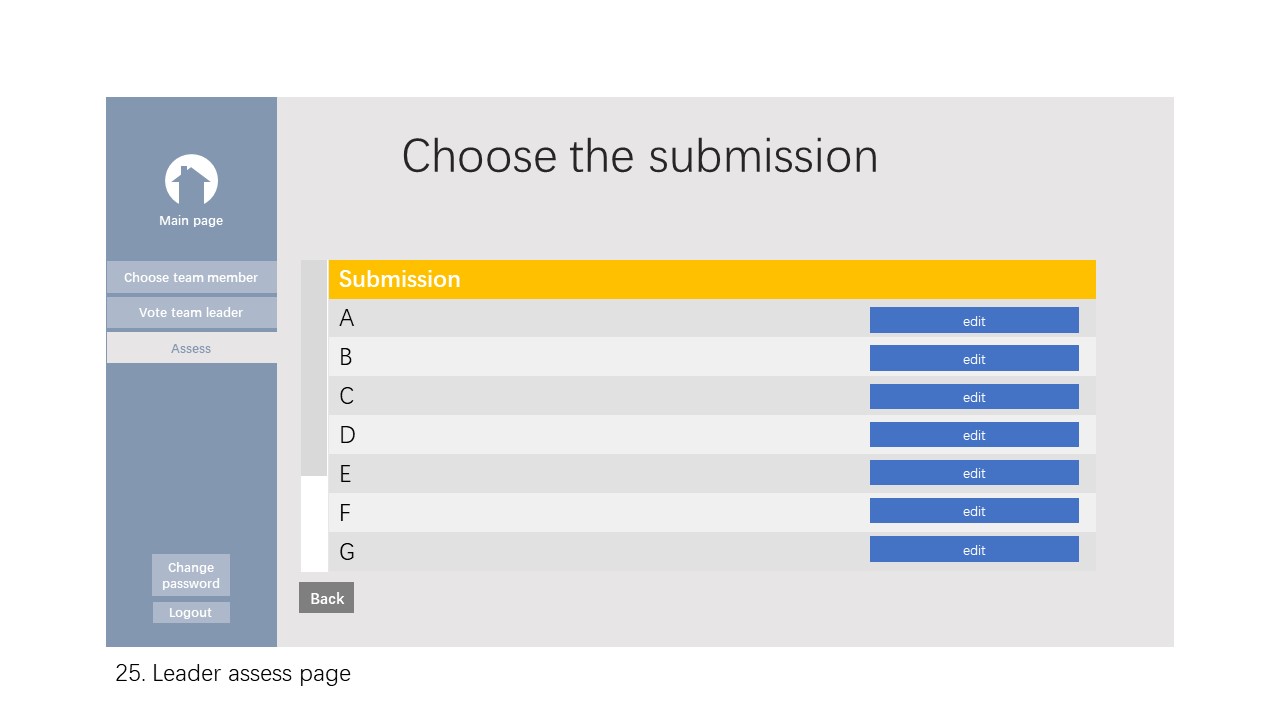 Choose the submission
Main page
Choose team member
Vote team leader
Assess
Change
password
Logout
Submission
A edit
B edit
C edit
D edit
E edit
F edit
G edit
Back
25. Leader assess page